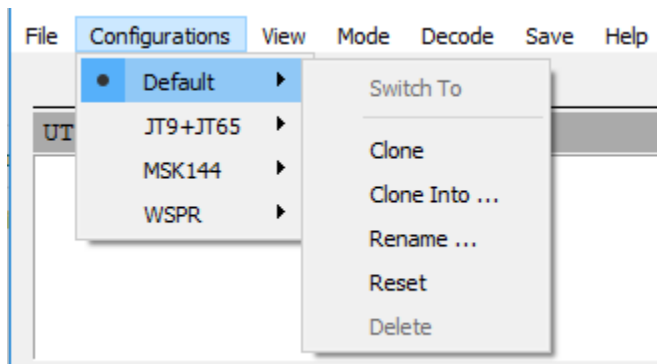 File Configurations View Mode Decode Save Help
Default
JT9+JT65
MSK144
WSPR
Switch To
Clone
Clone Into ...
Rename ...
Reset
Delete
UT